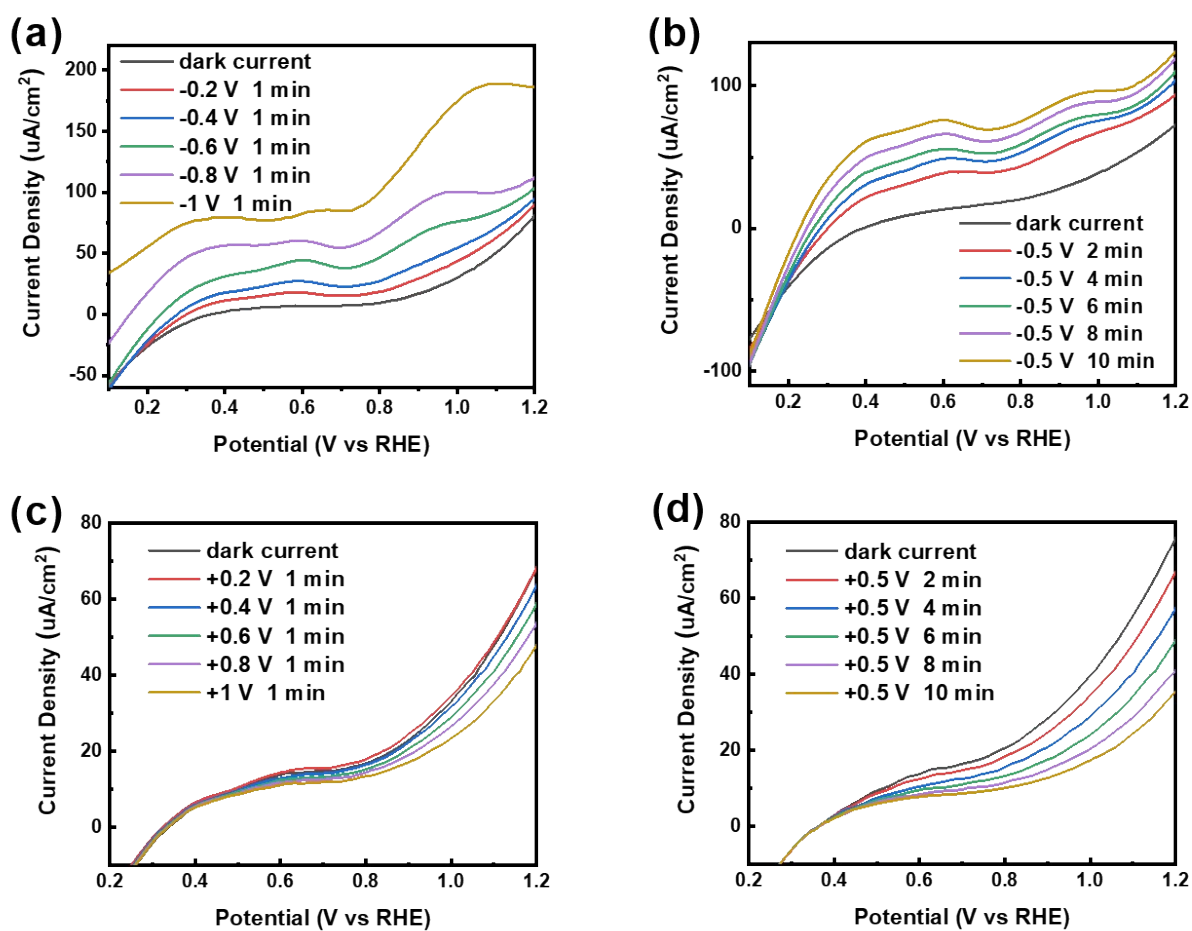 (a)
Current Density (uA/cm²)
200
150
100
50
0
-50
dark current
-0.2 V 1 min
-0.4 V 1 min
-0.6 V 1 min
-0.8 V 1 min
-1 V 1 min
0.2 0.4 0.6 0.8 1.0 1.2
Potential (V vs RHE)
(b)
Current Density (uA/cm²)
100
0
-100
dark current
-0.5 V 2 min
-0.5 V 4 min
-0.5 V 6 min
-0.5 V 8 min
-0.5 V 10 min
0.2 0.4 0.6 0.8 1.0 1.2
Potential (V vs RHE)
(c)
Current Density (uA/cm²)
80
60
40
20
0
dark current
+0.2 V 1 min
+0.4 V 1 min
+0.6 V 1 min
+0.8 V 1 min
+1 V 1 min
0.2 0.4 0.6 0.8 1.0 1.2
Potential (V vs RHE)
(d)
Current Density (uA/cm²)
80
60
40
20
0
dark current
+0.5 V 2 min
+0.5 V 4 min
+0.5 V 6 min
+0.5 V 8 min
+0.5 V 10 min
0.2 0.4 0.6 0.8 1.0 1.2
Potential (V vs RHE)